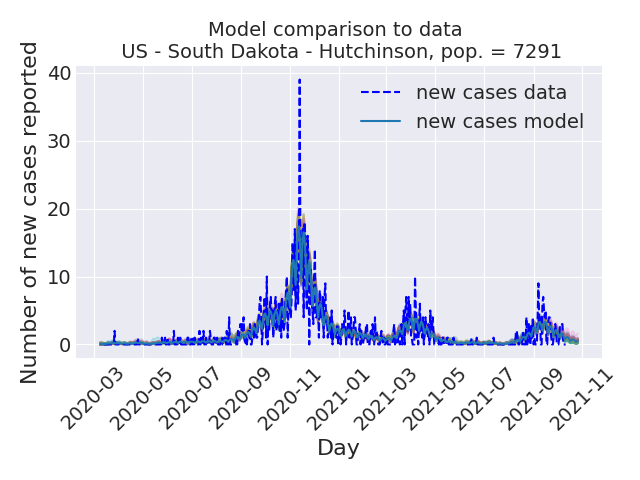 Model comparison to data
US - South Dakota - Hutchinson, pop. = 7291
Number of new cases reported
40
30
20
10
0
new cases data
new cases model
2020-03
2020-05
2020-07
2020-09
2020-11
2021-01
2021-03
2021-05
2021-07
2021-09
2021-11
Day